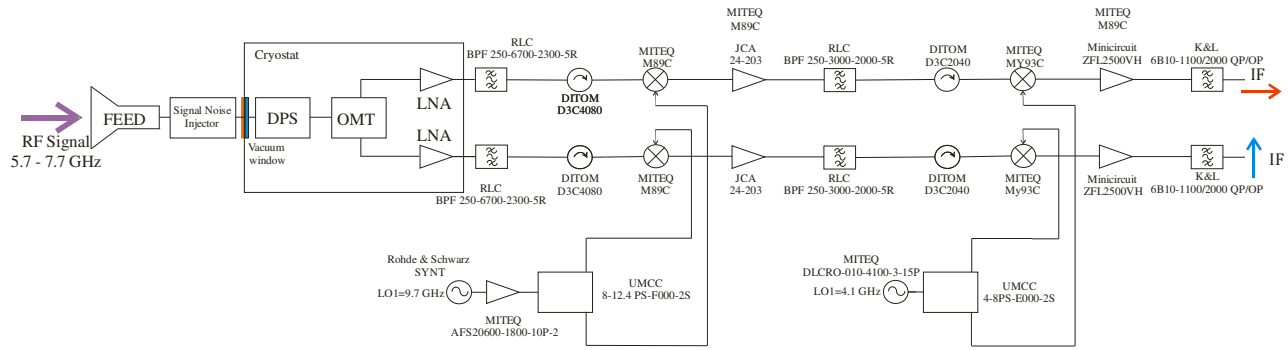 MITEQ
M89C
MITEQ
M89C
RLC
BPF 250-6700-2300-5R
MITEQ
M89C
JCA
24-203
RLC
BPF 250-3000-2000-5R
DITOM
D3C2040
MITEQ
MY93C
Minicircuit
ZFL2500VH
K&L
6B10-1100/2000 QP/OP
IF
Cryostat
LNA
DITOM
D3C4080
FEED
Signal Noise
Injector
DPS
OMT
RF Signal
5.7 - 7.7 GHz
Vacuum
window
LNA
RLC
BPF 250-6700-2300-5R
DITOM
D3C4080
MITEQ
M89C
JCA
24-203
RLC
BPF 250-3000-2000-5R
DITOM
D3C2040
MITEQ
My93C
Minicircuit
ZFL2500VH
K&L
6B10-1100/2000 QP/OP
IF
Rohde & Schwarz
SYNT
LO1=9.7 GHz
MITEQ
AFS20600-1800-10P-2
UMCC
8-12.4 PS-F000-2S
MITEQ
DLCRO-010-4100-3-15P
LO1=4.1 GHz
UMCC
4-8PS-E000-2S